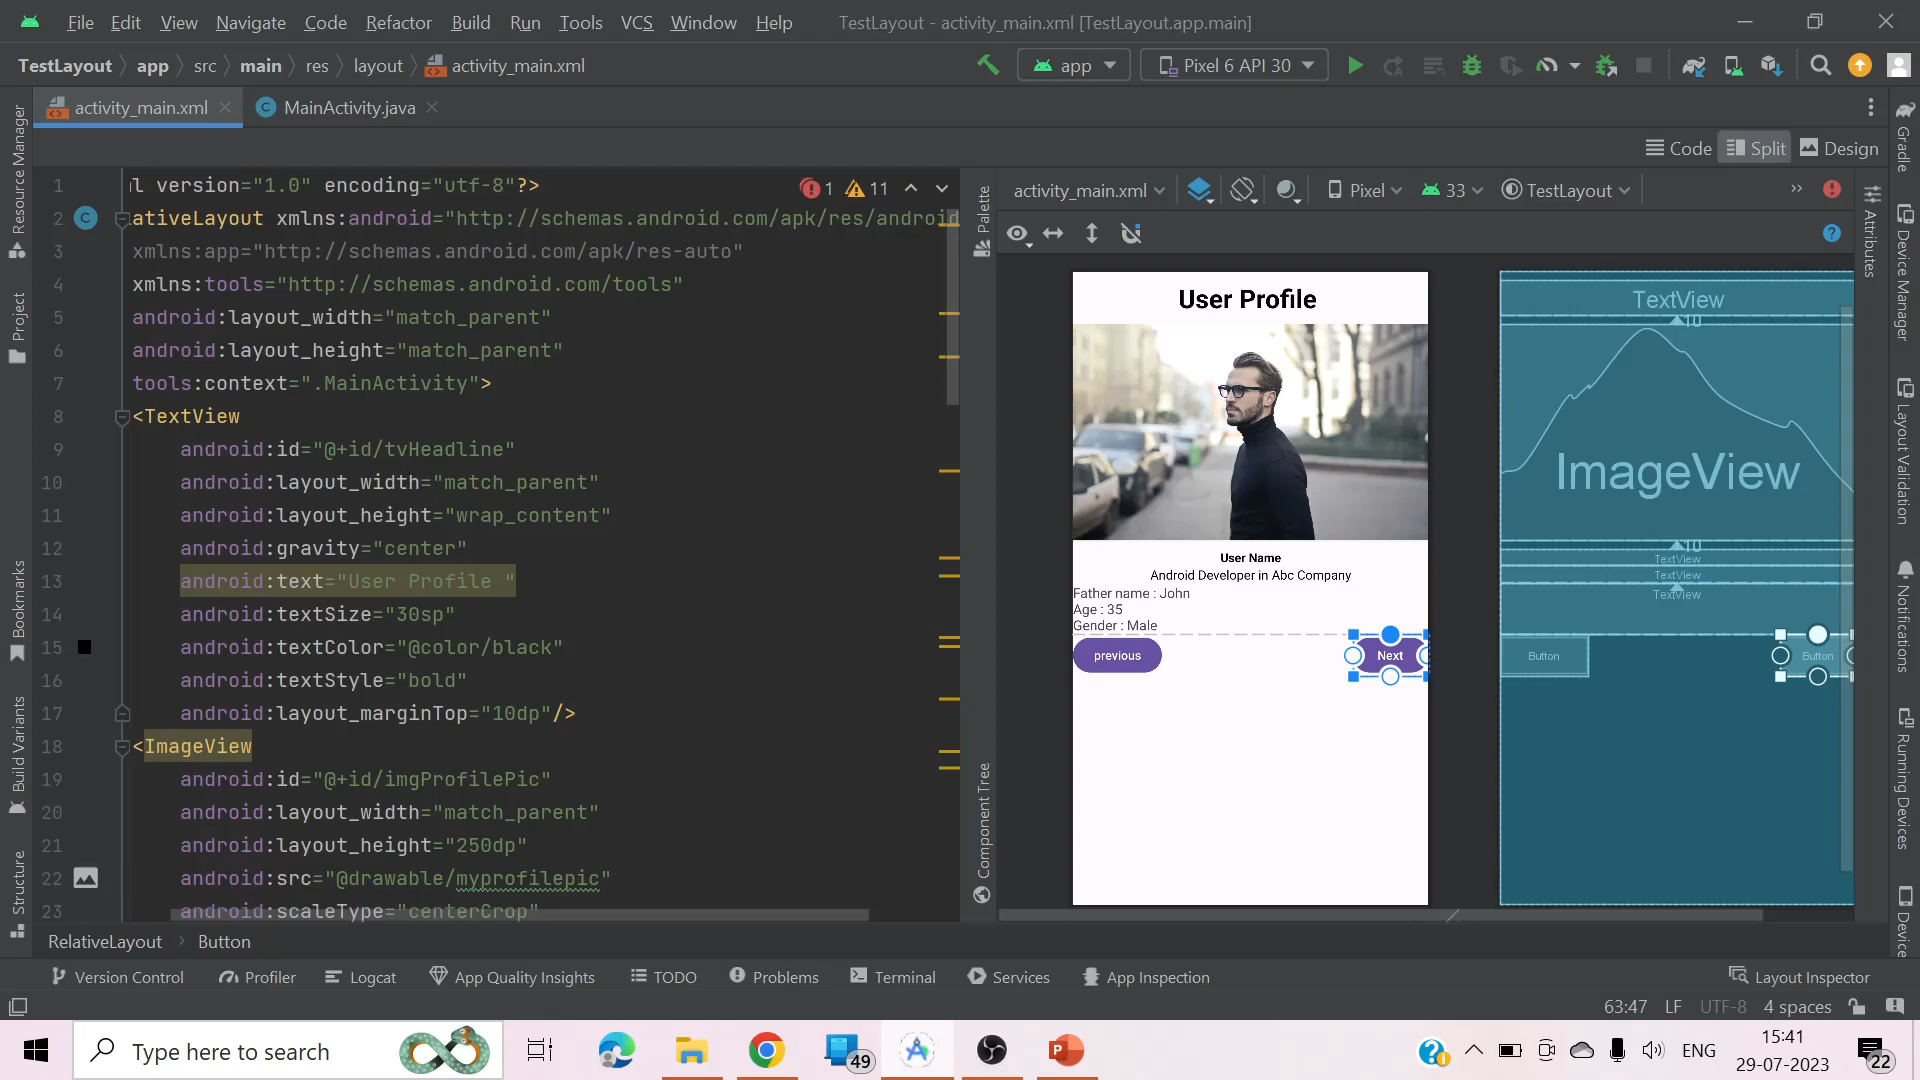 File Edit View Navigate Code Refactor Build Run Tools VCS Window Help TestLayout - activity_main.xml [TestLayout.app.main]
TestLayout app src main res layout activity_main.xml app Pixel 6 API 30
activity_main.xml MainActivity.java
Code Split Design
Resource Manager
Project
Bookmarks
Build Variants
Structure
1 l version="1.0" encoding="utf-8"?> 1 11
2 ativeLayout xmlns:android="http://schemas.android.com/apk/res/android
3 xmlns:app="http://schemas.android.com/apk/res-auto"
4 xmlns:tools="http://schemas.android.com/tools"
5 android:layout_width="match_parent"
6 android:layout_height="match_parent"
7 tools:context=".MainActivity">
8 <TextView
9 android:id="@+id/tvHeadline"
10 android:layout_width="match_parent"
11 android:layout_height="wrap_content"
12 android:gravity="center"
13 android:text="User Profile "
14 android:textSize="30sp"
15 android:textColor="@color/black"
16 android:textStyle="bold"
17 android:layout_marginTop="10dp"/>
18 <ImageView
19 android:id="@+id/imgProfilePic"
20 android:layout_width="match_parent"
21 android:layout_height="250dp"
22 android:src="@drawable/myprofilepic"
23 android:scaleType="centerCrop"
Palette
Component Tree
activity_main.xml Pixel 33 TestLayout
User Profile
User Name
Android Developer in Abc Company
Father name : John
Age : 35
Gender : Male
previous Next
TextView
10
ImageView
10
TextView
TextView
TextView
Button Button
Attributes
Gradle
Device Manager
Layout Validation
Notifications
Running Devices
Device
RelativeLayout Button
Version Control Profiler Logcat App Quality Insights TODO Problems Terminal Services App Inspection Layout Inspector
63:47 LF UTF-8 4 spaces
Type here to search 49 P ENG 15:41
29-07-2023 22